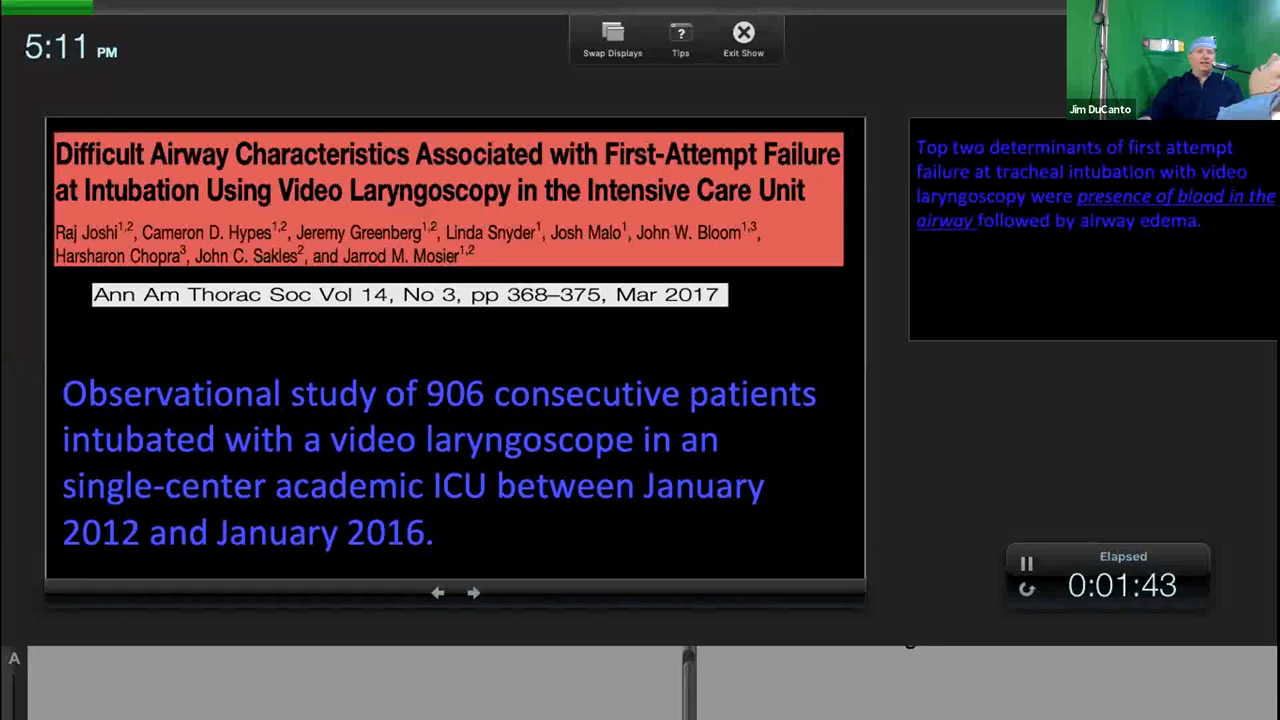 5:11 PM
Swap Displays
Tips
Exit Show
Jim DuCanto
Difficult Airway Characteristics Associated with First-Attempt Failure
at Intubation Using Video Laryngoscopy in the Intensive Care Unit
Raj Joshi1,2, Cameron D. Hypes1,2, Jeremy Greenberg1,2, Linda Snyder1, Josh Malo1, John W. Bloom1,3,
Harsharon Chopra3, John C. Sakles2, and Jarrod M. Mosier1,2
Ann Am Thorac Soc Vol 14, No 3, pp 368–375, Mar 2017
Observational study of 906 consecutive patients
intubated with a video laryngoscope in an
single-center academic ICU between January
2012 and January 2016.
Top two determinants of first attempt
failure at tracheal intubation with video
laryngoscopy were presence of blood in the
airway followed by airway edema.
Elapsed
0:01:43
A